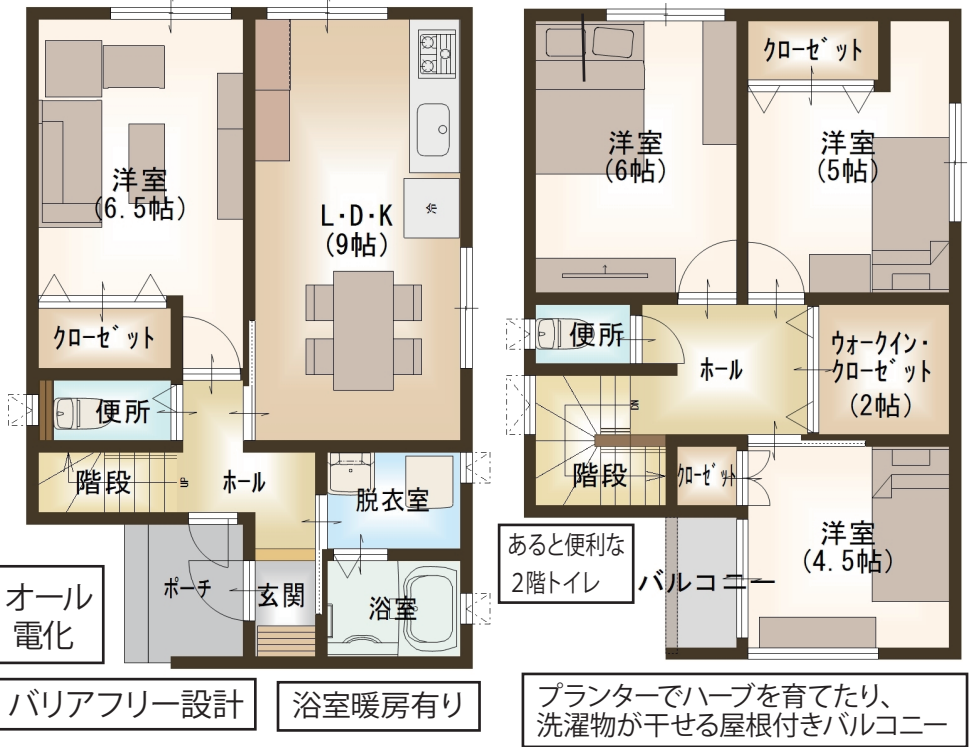 洋室
(6.5帖)
L・D・K
(9帖)
冷
クローゼット
便所
階段
UP
ホール
脱衣室
ポーチ
玄関
浴室
オール
電化
バリアフリー設計
浴室暖房有り
クローゼット
洋室
(6帖)
洋室
(5帖)
便所
ホール
ウォークイン・
クローゼット
(2帖)
DN
階段
クローゼット
洋室
(4.5帖)
バルコニー
あると便利な
2階トイレ
プランターでハーブを育てたり、
洗濯物が干せる屋根付きバルコニー